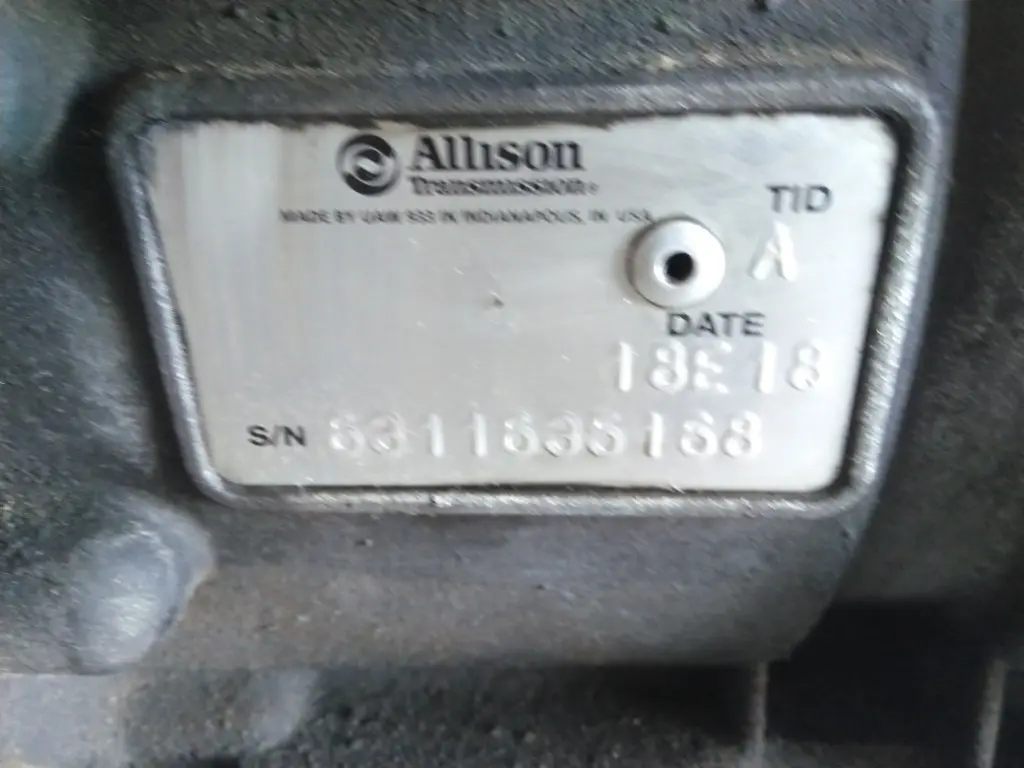 Allison
Transmission®
MADE BY UAW 933 IN INDIANAPOLIS, IN USA
TID
A
DATE
18E18
S/N 6311635168